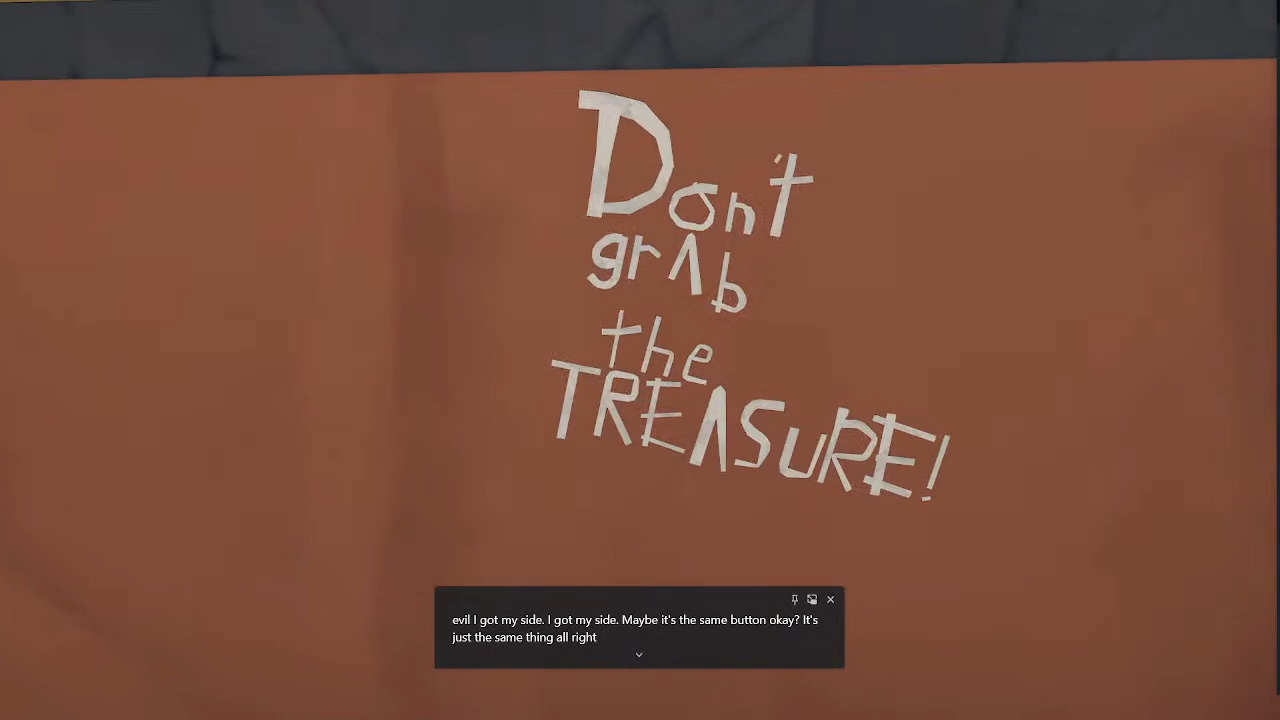 Don't
grAb
the
TREASURE!
evil I got my side. I got my side. Maybe it's the same button okay? It's
just the same thing all right